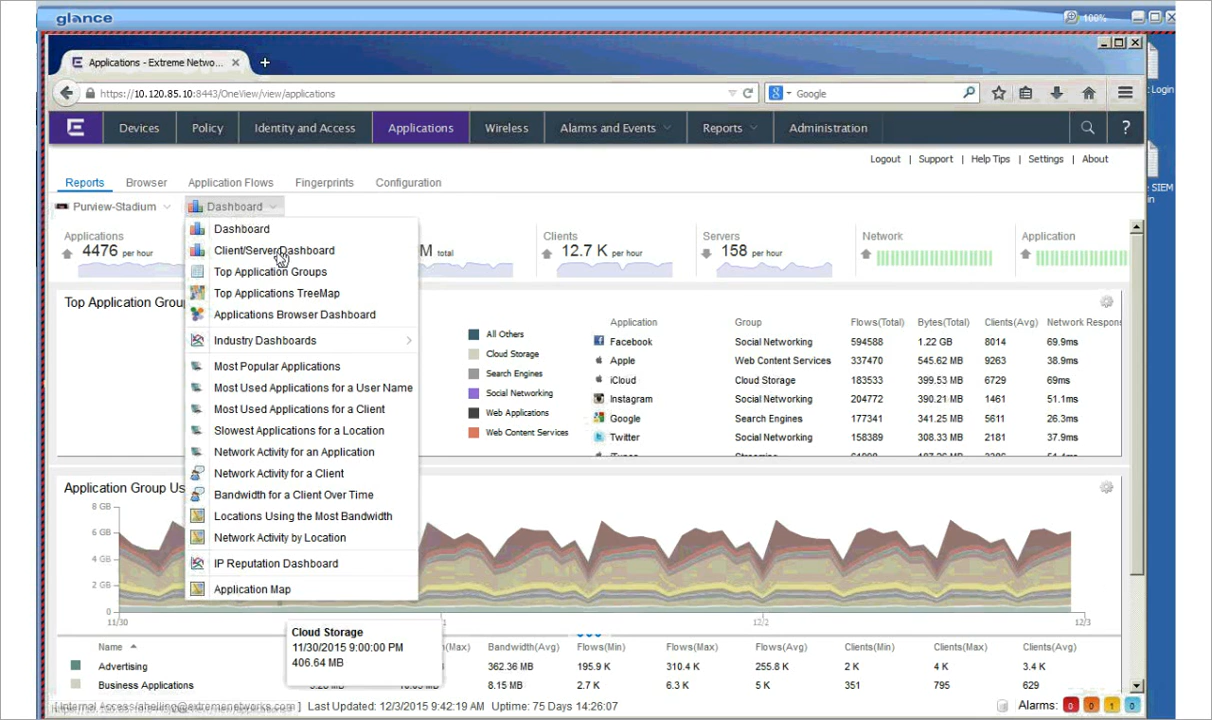 glance
100%
Applications - Extreme Netwo... × +
https://10.120.85.10:8443/OneView/view/applications
Google
Login
Devices Policy Identity and Access Applications Wireless Alarms and Events Reports Administration ?
Logout | Support | Help Tips | Settings | About
SIEM
Reports Browser Application Flows Fingerprints Configuration
Purview-Stadium Dashboard
Dashboard
Client/Server Dashboard
Top Application Groups
Top Applications TreeMap
Applications Browser Dashboard
Industry Dashboards
Most Popular Applications
Most Used Applications for a User Name
Most Used Applications for a Client
Slowest Applications for a Location
Network Activity for an Application
Network Activity for a Client
Bandwidth for a Client Over Time
Locations Using the Most Bandwidth
Network Activity by Location
IP Reputation Dashboard
Application Map
Applications
4476 per hour
M total
Clients
12.7 K per hour
Servers
158 per hour
Network
Application
Top Application Grou
All Others
Cloud Storage
Search Engines
Social Networking
Web Applications
Web Content Services
Application Group Flows(Total) Bytes(Total) Clients(Avg) Network Respons
Facebook Social Networking 594588 1.22 GB 8014 69.9ms
Apple Web Content Services 337470 545.62 MB 9263 38.9ms
iCloud Cloud Storage 183533 399.53 MB 6729 69ms
Instagram Social Networking 204772 390.21 MB 1461 51.1ms
Google Search Engines 177341 341.25 MB 5611 26.3ms
Twitter Social Networking 158389 308.33 MB 2181 37.9ms
Application Group Us
8 GB
6 GB
4 GB
2 GB
0
11/30 12/2 12/3
Cloud Storage
11/30/2015 9:00:00 PM
406.64 MB
Name (Max) Bandwidth(Avg) Flows(Min) Flows(Max) Flows(Avg) Clients(Min) Clients(Max) Clients(Avg)
Advertising 362.36 MB 195.9 K 310.4 K 255.8 K 2 K 4 K 3.4 K
Business Applications 8.15 MB 2.7 K 6.3 K 5 K 351 795 629
Last Updated: 12/3/2015 9:42:19 AM Uptime: 75 Days 14:26:07
Alarms: 0 0 1 0